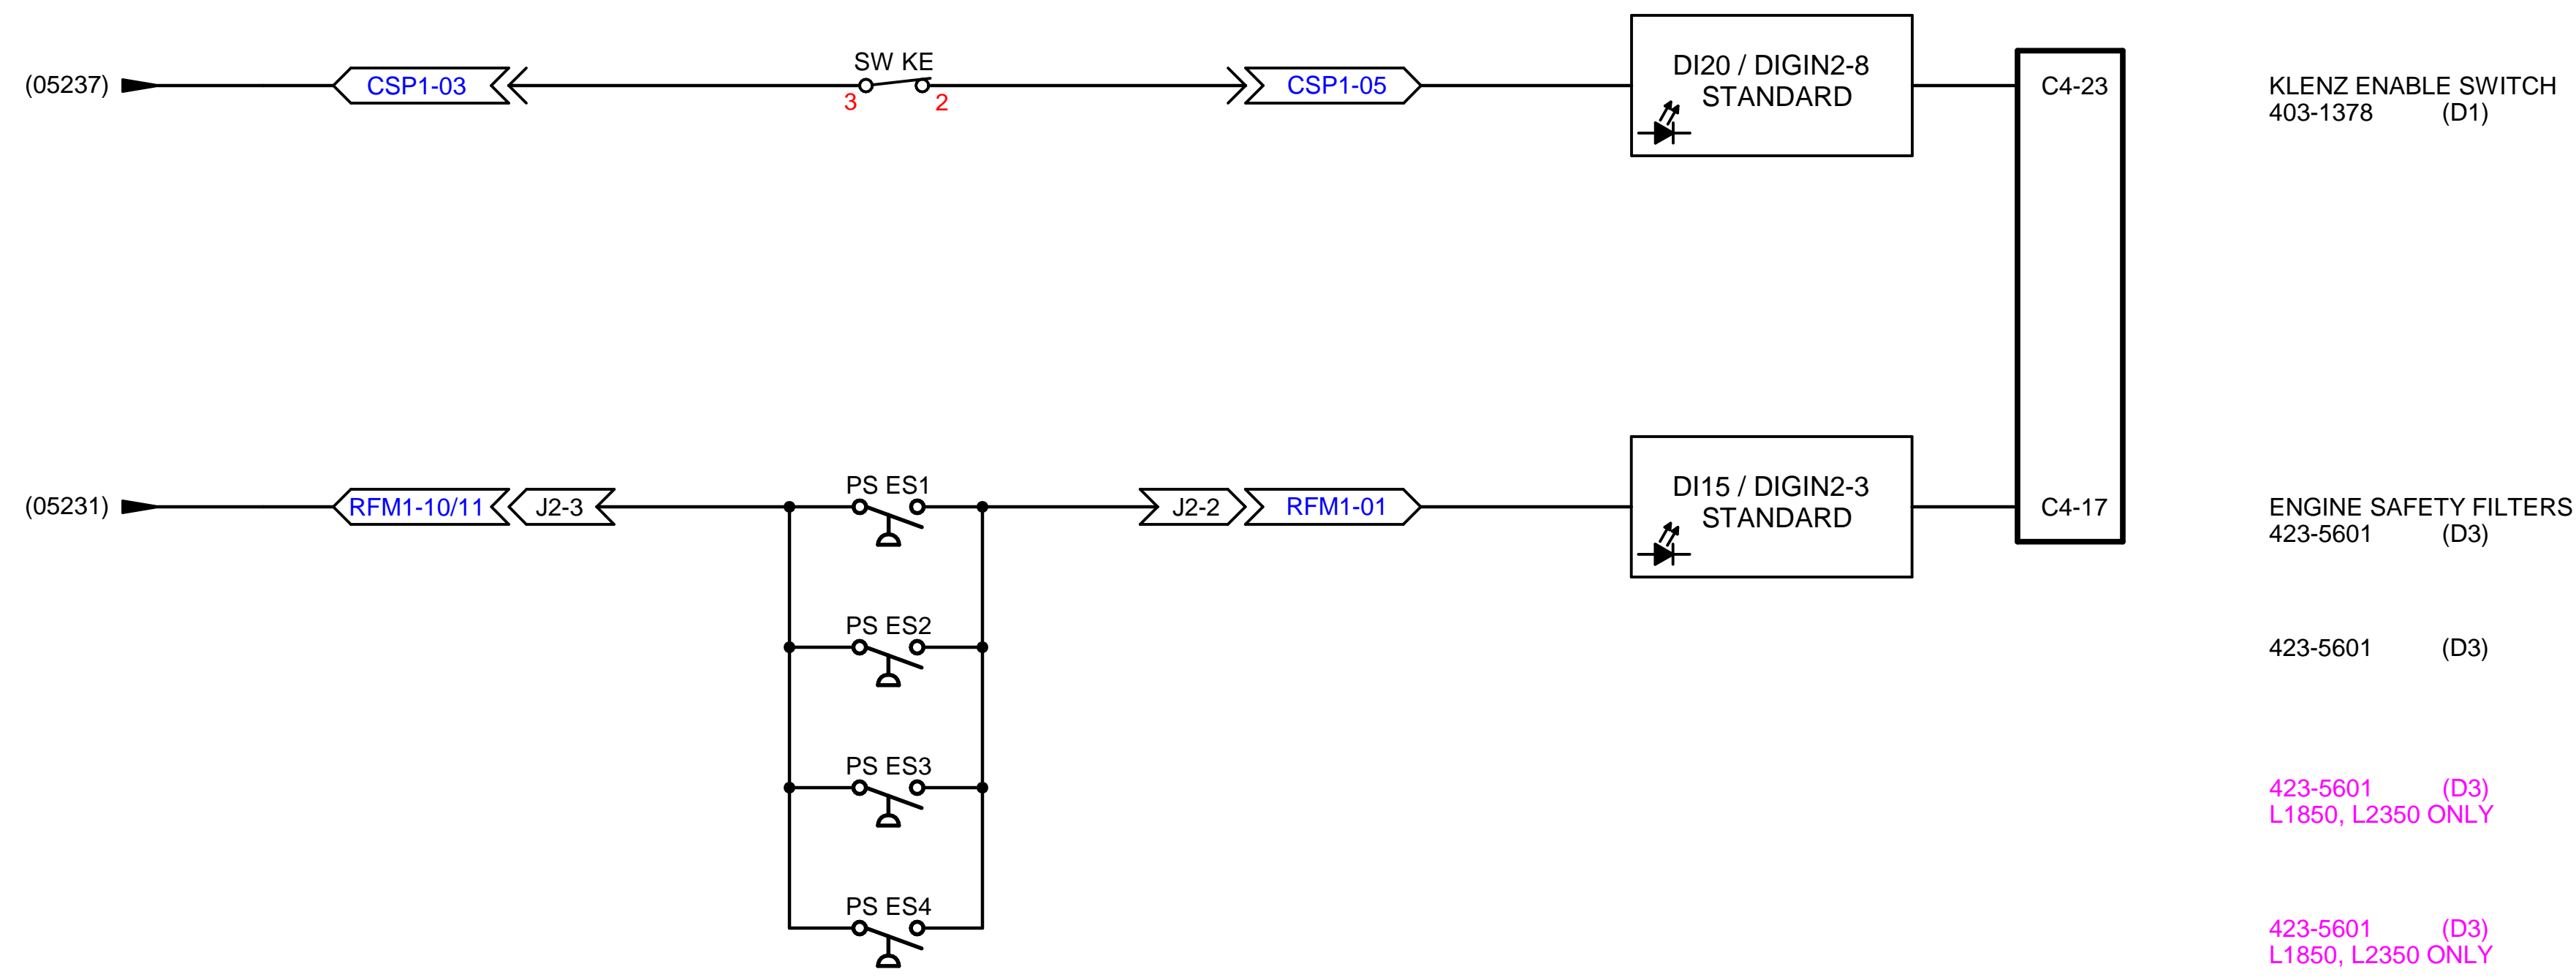 (05237)
CSP1-03
SW KE
3
2
CSP1-05
DI20 / DIGIN2-8
STANDARD
C4-23
KLENZ ENABLE SWITCH
403-1378 (D1)
(05231)
RFM1-10/11
J2-3
PS ES1
J2-2
RFM1-01
DI15 / DIGIN2-3
STANDARD
C4-17
ENGINE SAFETY FILTERS
423-5601 (D3)
PS ES2
423-5601 (D3)
PS ES3
423-5601 (D3)
L1850, L2350 ONLY
PS ES4
423-5601 (D3)
L1850, L2350 ONLY